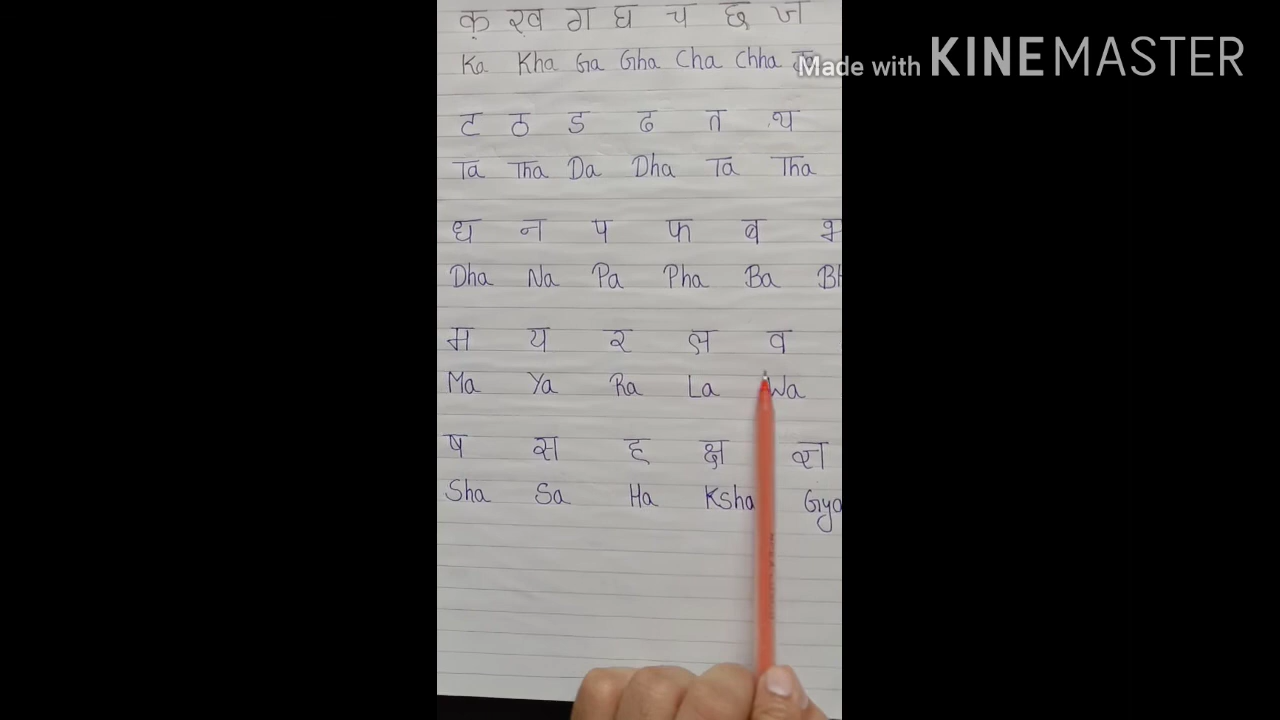 क ख ग घ च छ ज
Ka Kha Ga Gha Cha Chha
Made with KINEMASTER
ट ठ ड ढ त थ
Ta Tha Da Dha Ta Tha
ध न प फ ब भ
Dha Na Pa Pha Ba
म य र ल व
Ma Ya Ra La Wa
ष स ह क्ष ज्ञ
Sha Sa Ha Ksha Gya